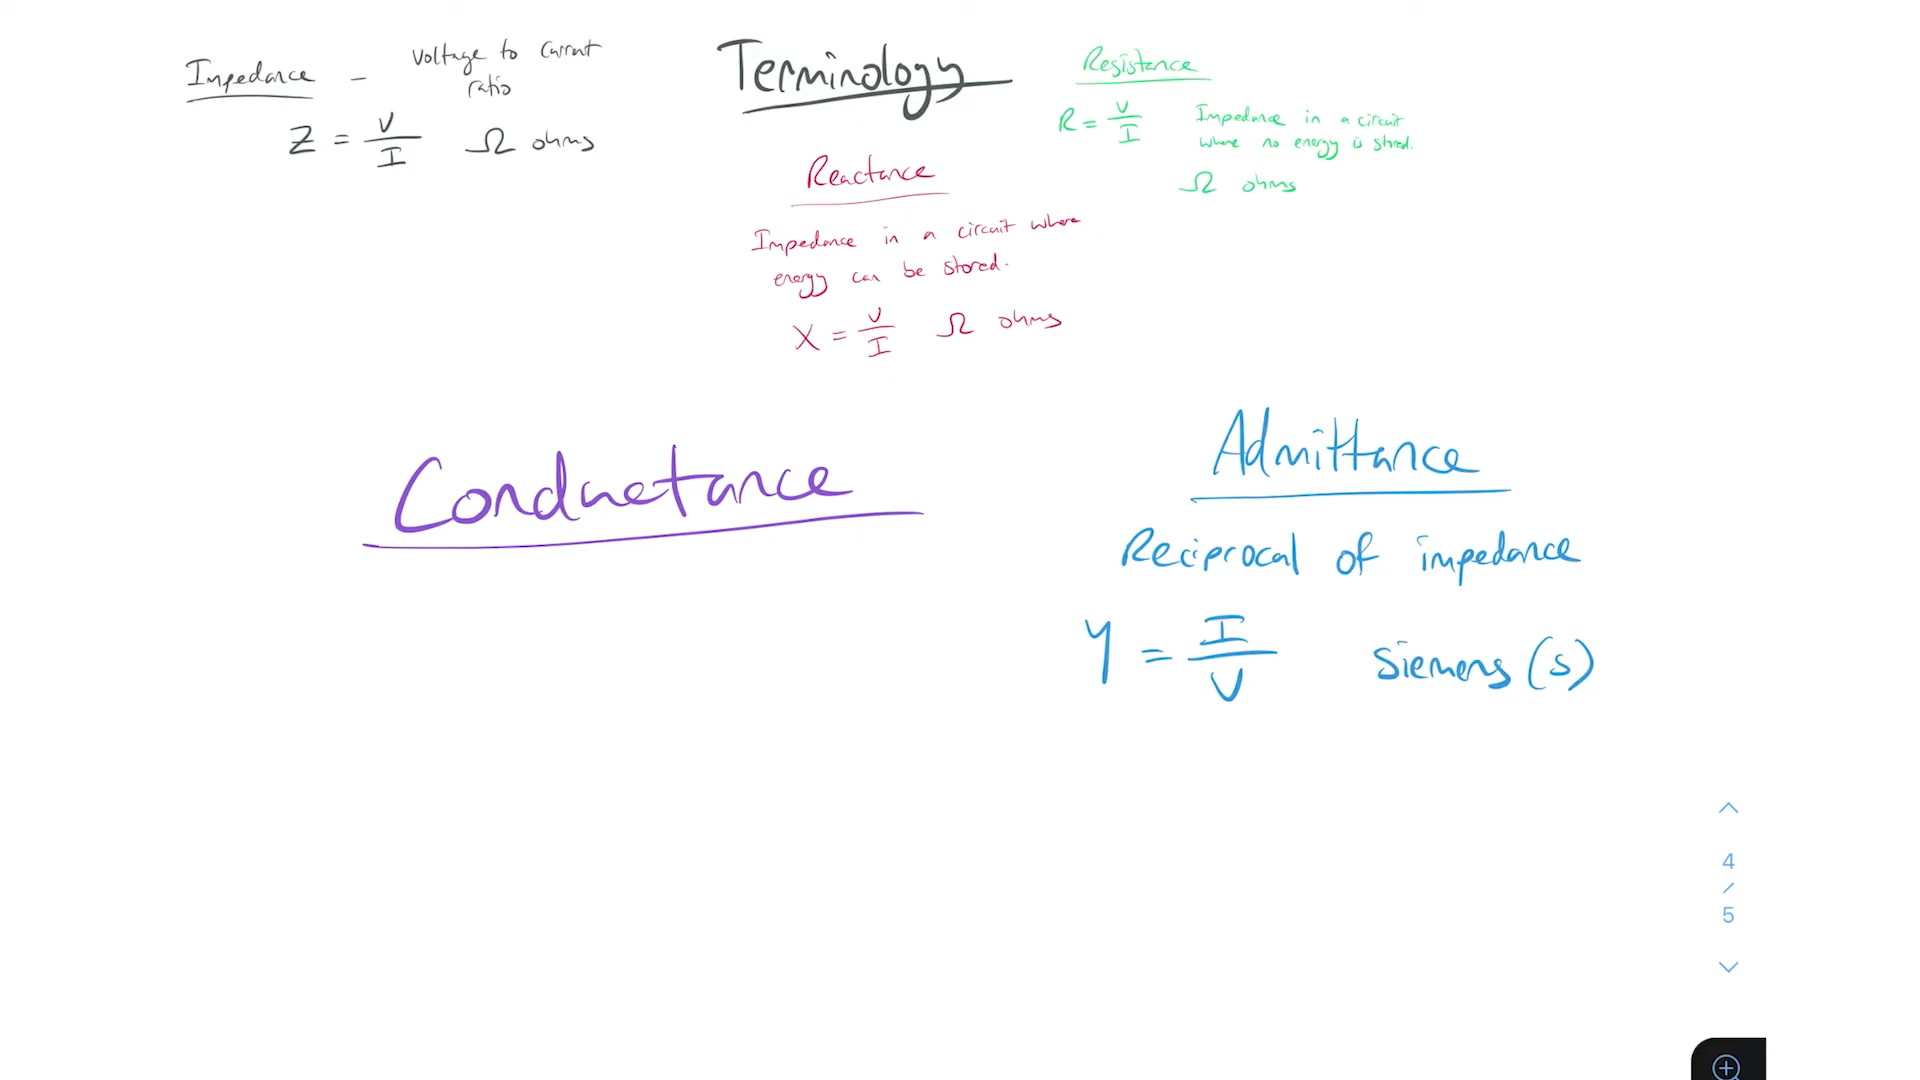 Terminology
Impedance - voltage to current
ratio
Z = V/I Ω ohms
Resistance
R = V/I Impedance in a circuit
where no energy is stored.
Ω ohms
Reactance
Impedance in a circuit where
energy can be stored.
X = V/I Ω ohms
Conductance
Admittance
Reciprocal of impedance
Y = I/V Siemens (s)
4
/
5